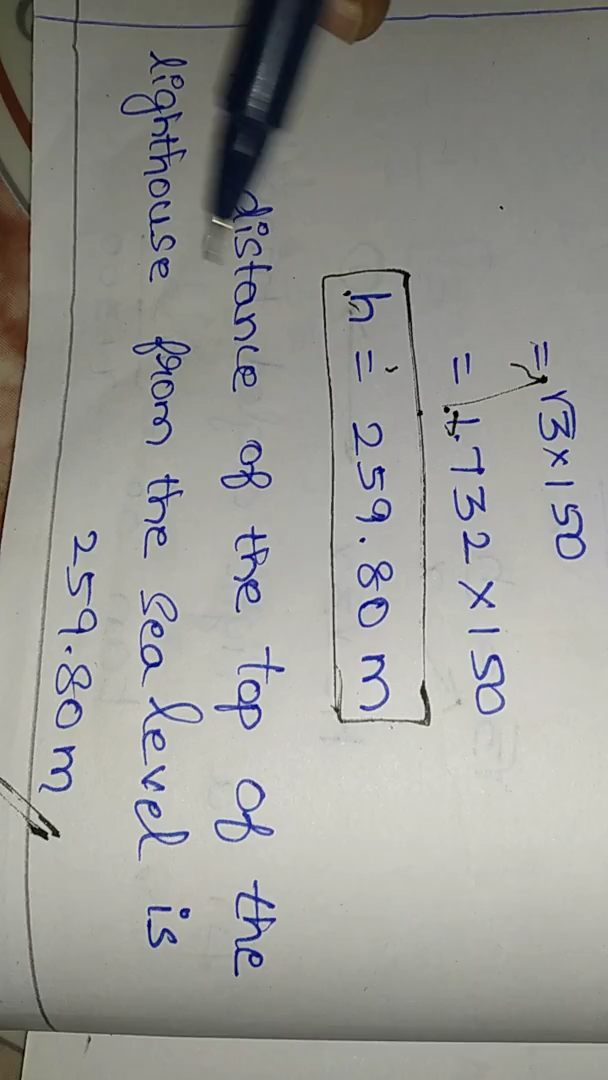 = √3 × 150
= 1.732 × 150
h = 259.80 m
distance of the top of the
lighthouse from the sea level is
259.80 m